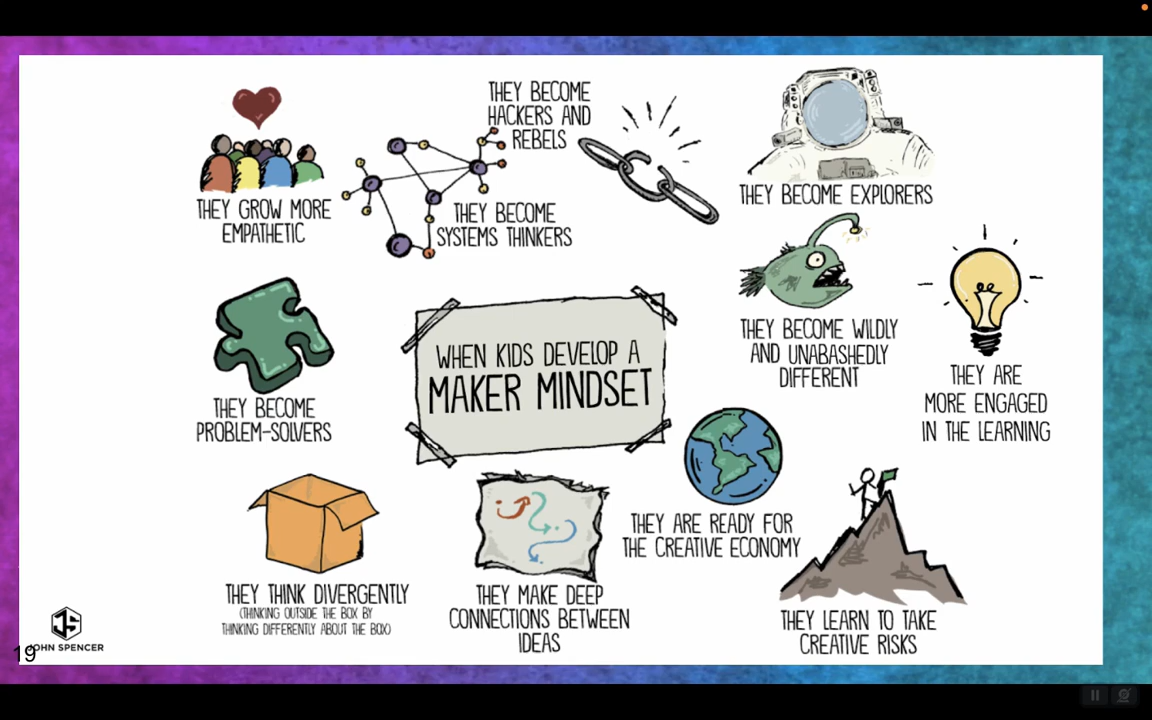 THEY BECOME
HACKERS AND
REBELS
THEY BECOME EXPLORERS
THEY GROW MORE
EMPATHETIC
THEY BECOME
SYSTEMS THINKERS
WHEN KIDS DEVELOP A
MAKER MINDSET
THEY BECOME WILDLY
AND UNABASHEDLY
DIFFERENT
THEY ARE
MORE ENGAGED
IN THE LEARNING
THEY BECOME
PROBLEM-SOLVERS
THEY ARE READY FOR
THE CREATIVE ECONOMY
THEY THINK DIVERGENTLY
(THINKING OUTSIDE THE BOX BY
THINKING DIFFERENTLY ABOUT THE BOX)
THEY MAKE DEEP
CONNECTIONS BETWEEN
IDEAS
THEY LEARN TO TAKE
CREATIVE RISKS
JS
JOHN SPENCER
19